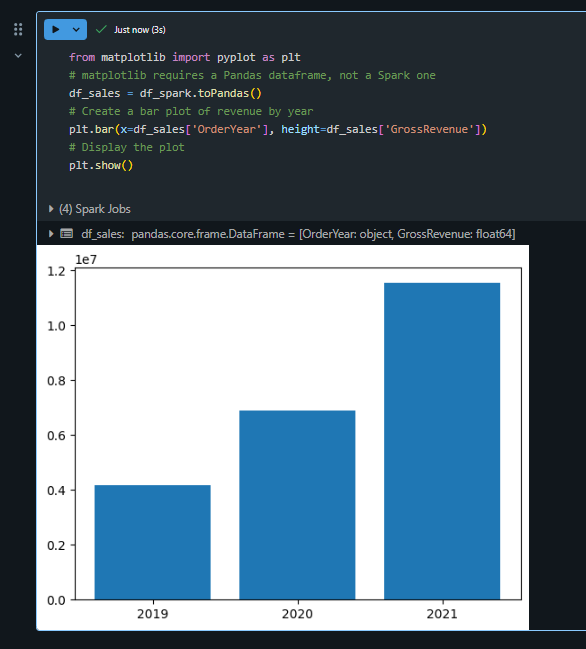 Just now (3s)
from matplotlib import pyplot as plt
# matplotlib requires a Pandas dataframe, not a Spark one
df_sales = df_spark.toPandas()
# Create a bar plot of revenue by year
plt.bar(x=df_sales['OrderYear'], height=df_sales['GrossRevenue'])
# Display the plot
plt.show()
(4) Spark Jobs
df_sales: pandas.core.frame.DataFrame = [OrderYear: object, GrossRevenue: float64]
1e7
1.2
1.0
0.8
0.6
0.4
0.2
0.0
2019 2020 2021